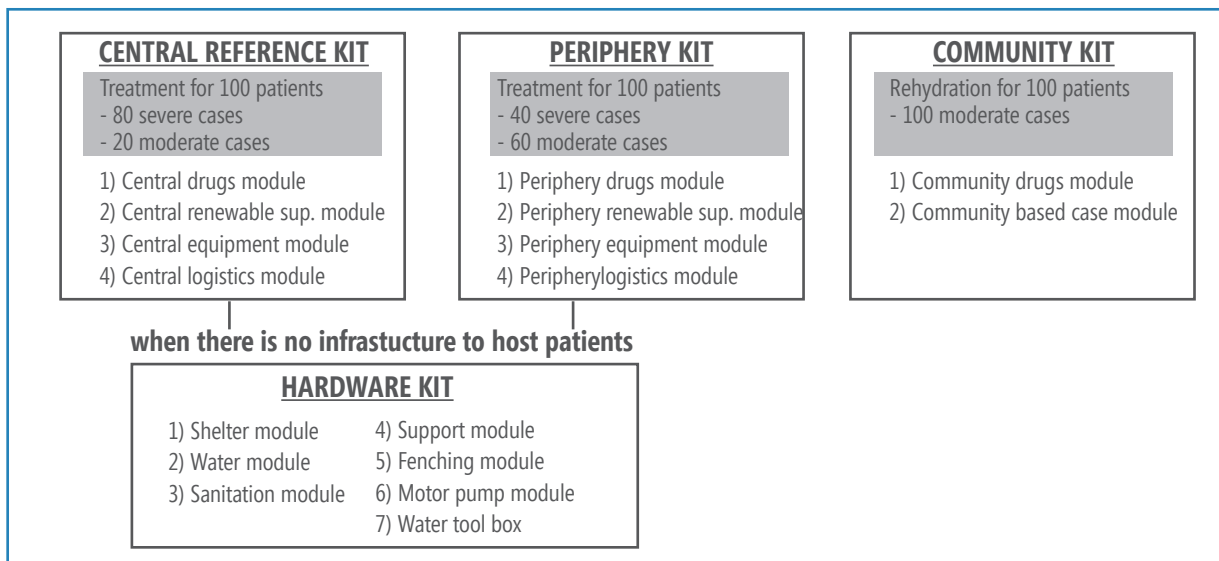 CENTRAL REFERENCE KIT
Treatment for 100 patients
- 80 severe cases
- 20 moderate cases
1) Central drugs module
2) Central renewable sup. module
3) Central equipment module
4) Central logistics module
PERIPHERY KIT
Treatment for 100 patients
- 40 severe cases
- 60 moderate cases
1) Periphery drugs module
2) Periphery renewable sup. module
3) Periphery equipment module
4) Peripherylogistics module
COMMUNITY KIT
Rehydration for 100 patients
- 100 moderate cases
1) Community drugs module
2) Community based case module
when there is no infrastucture to host patients
HARDWARE KIT
1) Shelter module
2) Water module
3) Sanitation module
4) Support module
5) Fenching module
6) Motor pump module
7) Water tool box